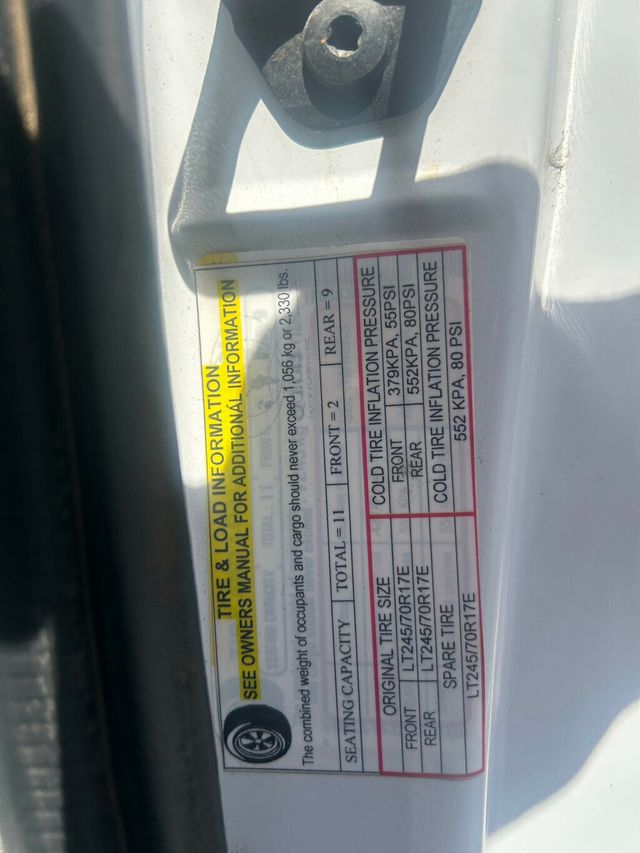 TIRE & LOAD INFORMATION
SEE OWNERS MANUAL FOR ADDITIONAL INFORMATION
The combined weight of occupants and cargo should never exceed 1,056 kg or 2,330 lbs.
SEATING CAPACITY TOTAL = 11 FRONT = 2 REAR = 9
ORIGINAL TIRE SIZE COLD TIRE INFLATION PRESSURE
FRONT LT245/70R17E FRONT 379KPA, 55PSI
REAR LT245/70R17E REAR 552KPA, 80PSI
SPARE TIRE COLD TIRE INFLATION PRESSURE
LT245/70R17E 552 KPA, 80 PSI